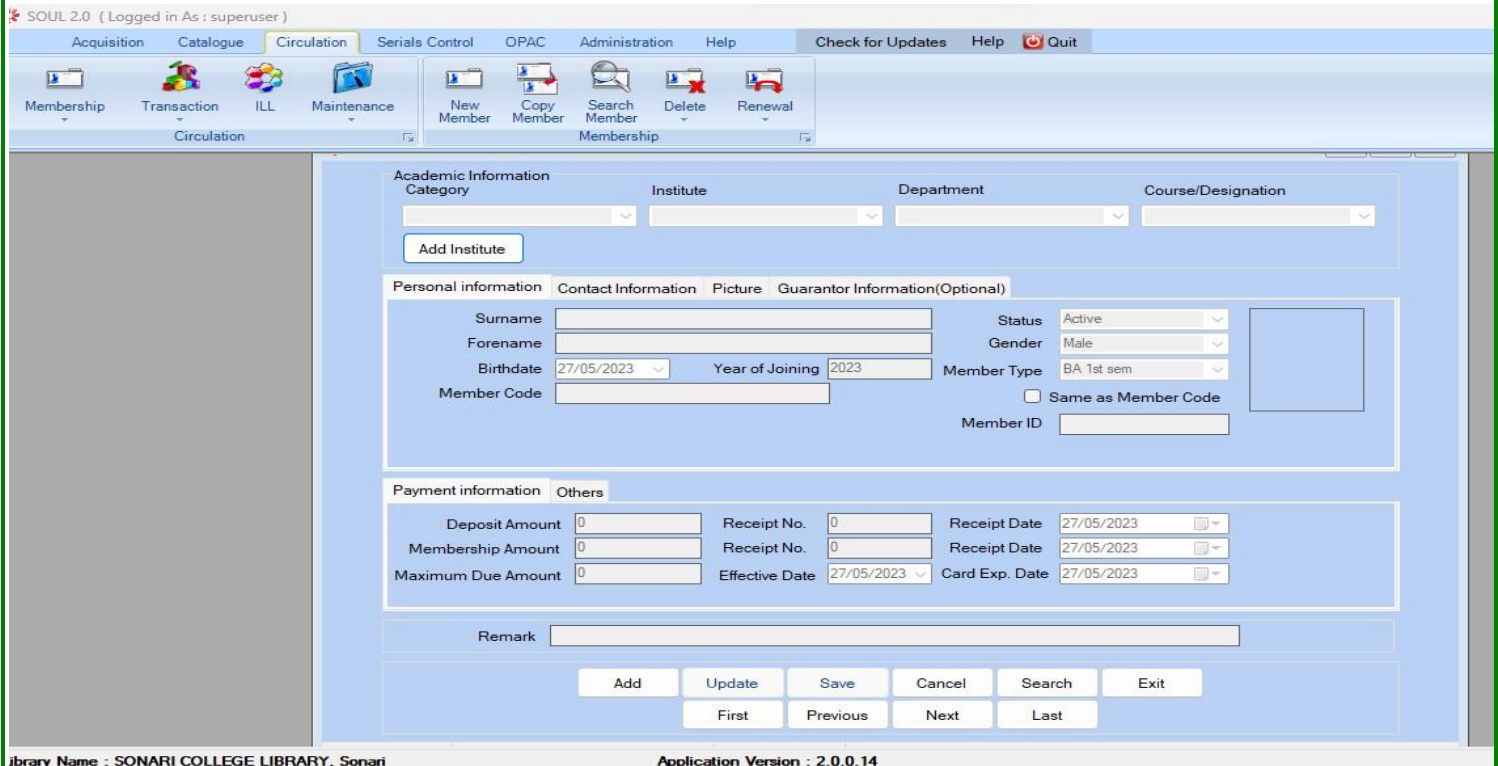 SOUL 2.0 ( Logged in As : superuser )
Acquisition Catalogue Circulation Serials Control OPAC Administration Help Check for Updates Help Quit
Membership Transaction ILL Maintenance New Member Copy Member Search Member Delete Renewal
Circulation Membership
Academic Information
Category Institute Department Course/Designation
Add Institute
Personal information Contact Information Picture Guarantor Information(Optional)
Surname Status Active
Forename Gender Male
Birthdate 27/05/2023 Year of Joining 2023 Member Type BA 1st sem
Member Code Same as Member Code
Member ID
Payment information Others
Deposit Amount 0 Receipt No. 0 Receipt Date 27/05/2023
Membership Amount 0 Receipt No. 0 Receipt Date 27/05/2023
Maximum Due Amount 0 Effective Date 27/05/2023 Card Exp. Date 27/05/2023
Remark
Add Update Save Cancel Search Exit
First Previous Next Last
ibrary Name : SONARI COLLEGE LIBRARY, Sonari Application Version : 2.0.0.14